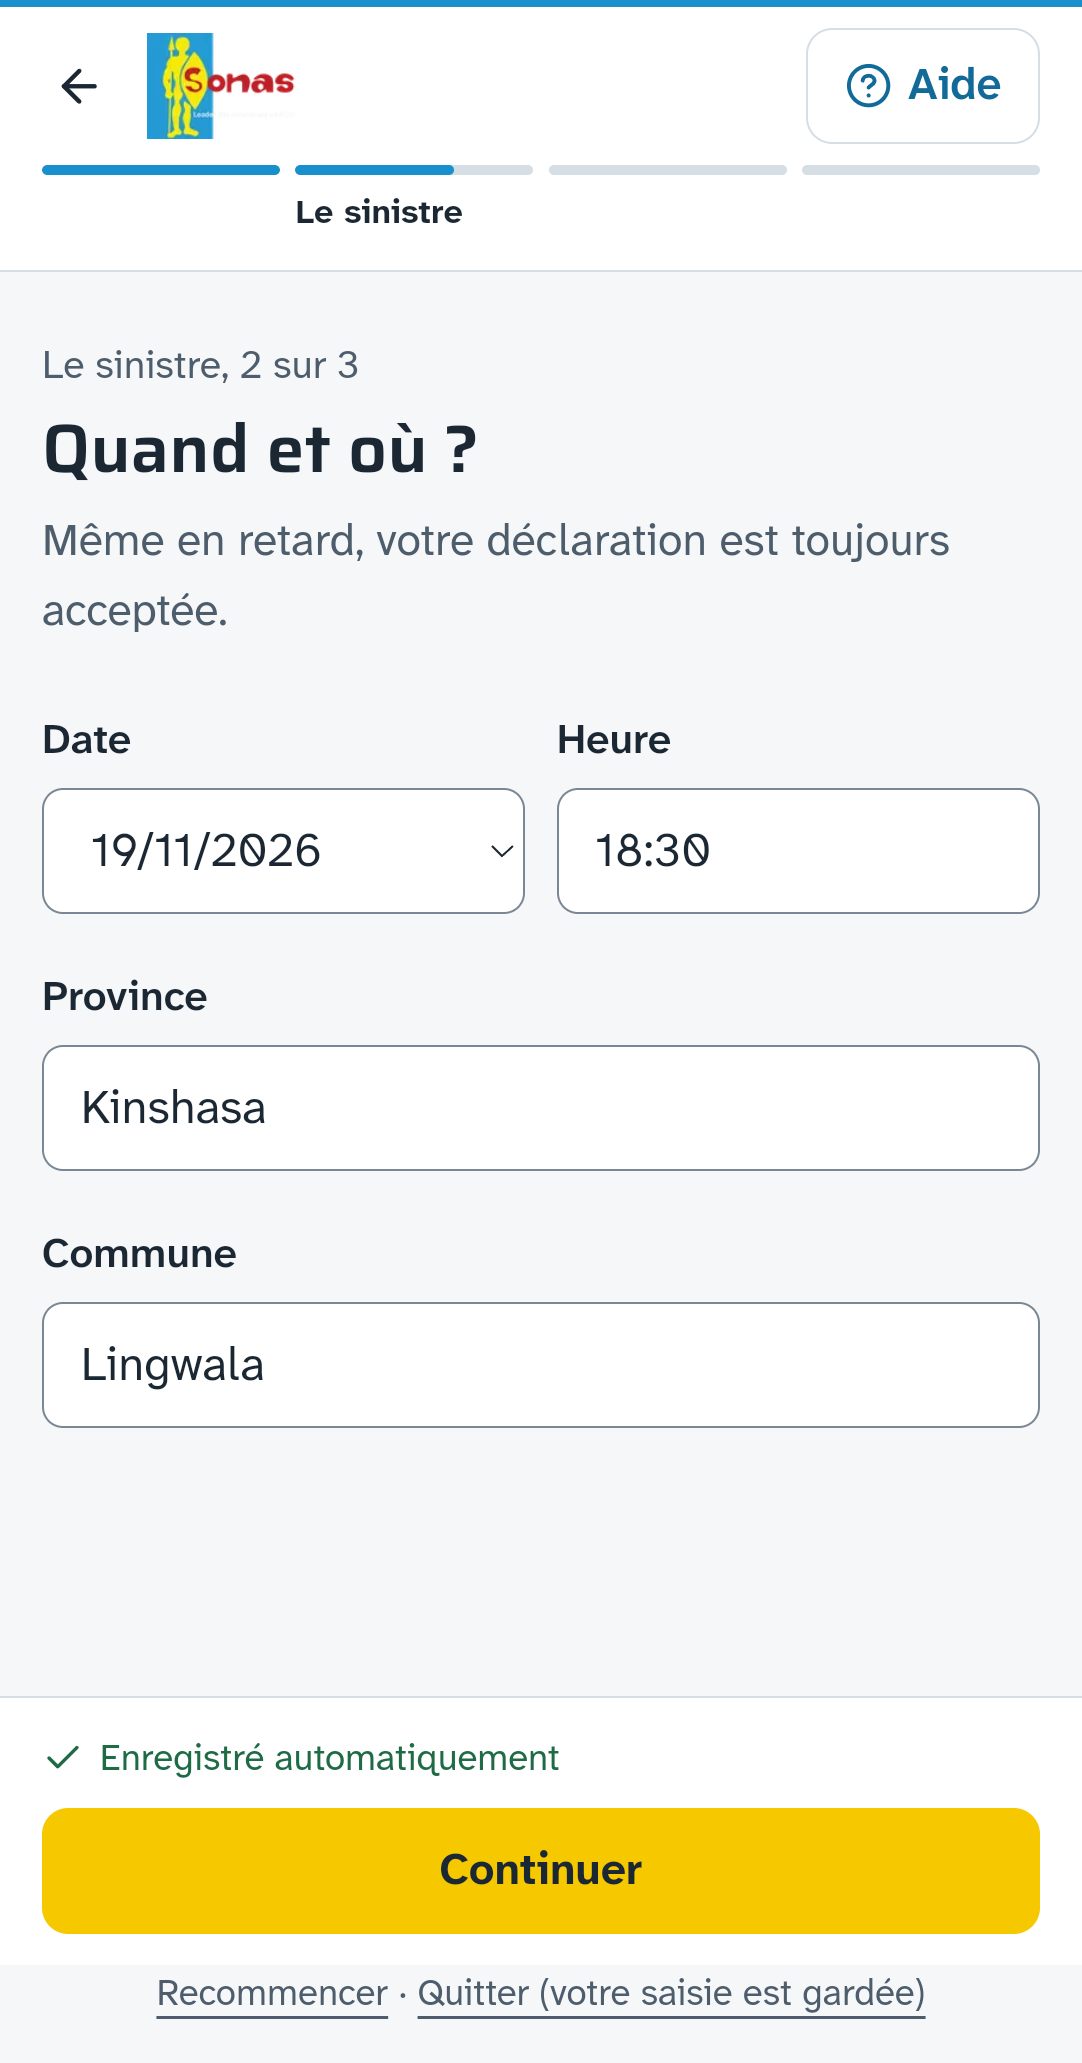 Sonas
Aide
Le sinistre
Le sinistre, 2 sur 3
Quand et où ?
Même en retard, votre déclaration est toujours
acceptée.
Date
Heure
19/11/2026
18:30
Province
Kinshasa
Commune
Lingwala
Enregistré automatiquement
Continuer
Recommencer · Quitter (votre saisie est gardée)